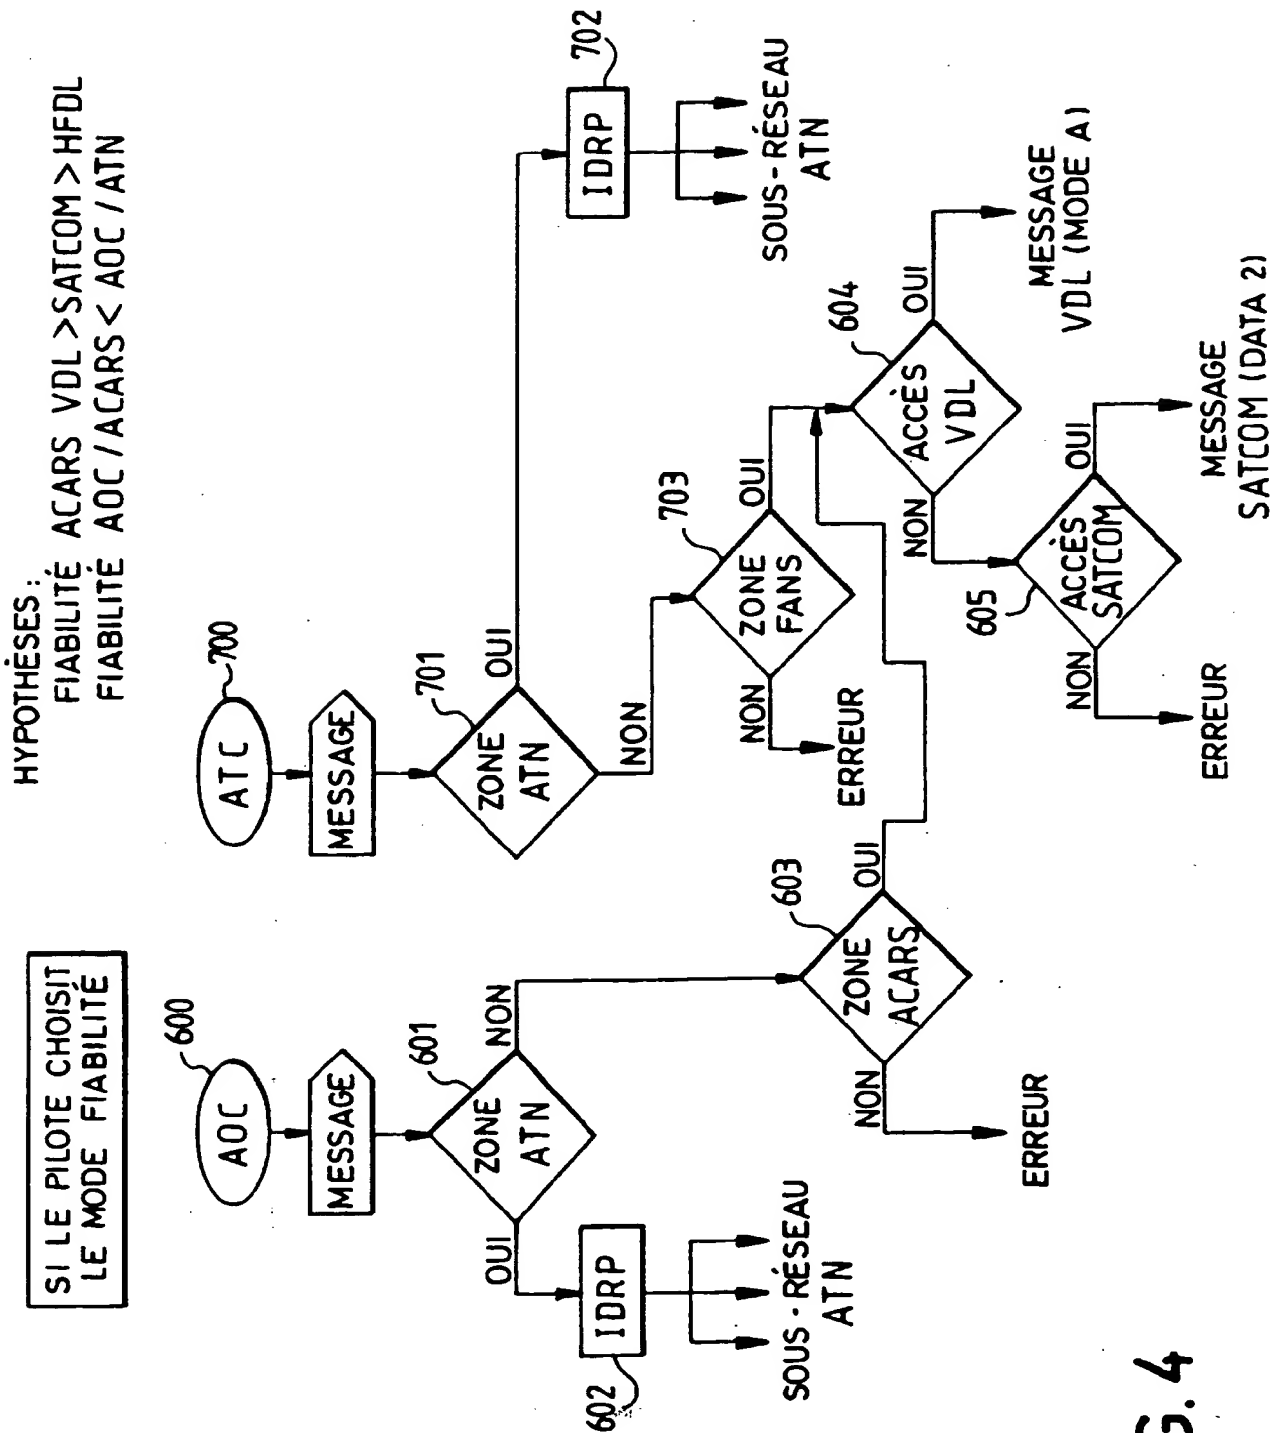 SI LE PILOTE CHOISIT
LE MODE FIABILITÉ
HYPOTHÈSES:
FIABILITÉ ACARS VDL > SATCOM > HFDL
FIABILITÉ AOC / ACARS < AOC / ATN
600
AOC
MESSAGE
601
ZONE
ATN
OUI
NON
602
IDRP
SOUS-RÉSEAU
ATN
603
ZONE
ACARS
NON
OUI
ERREUR
700
ATC
MESSAGE
701
ZONE
ATN
OUI
NON
702
IDRP
SOUS-RÉSEAU
ATN
703
ZONE
FANS
NON
OUI
ERREUR
604
ACCÈS
VDL
NON
OUI
MESSAGE
VDL (MODE A)
605
ACCÈS
SATCOM
NON
OUI
ERREUR
MESSAGE
SATCOM (DATA 2)
G. 4